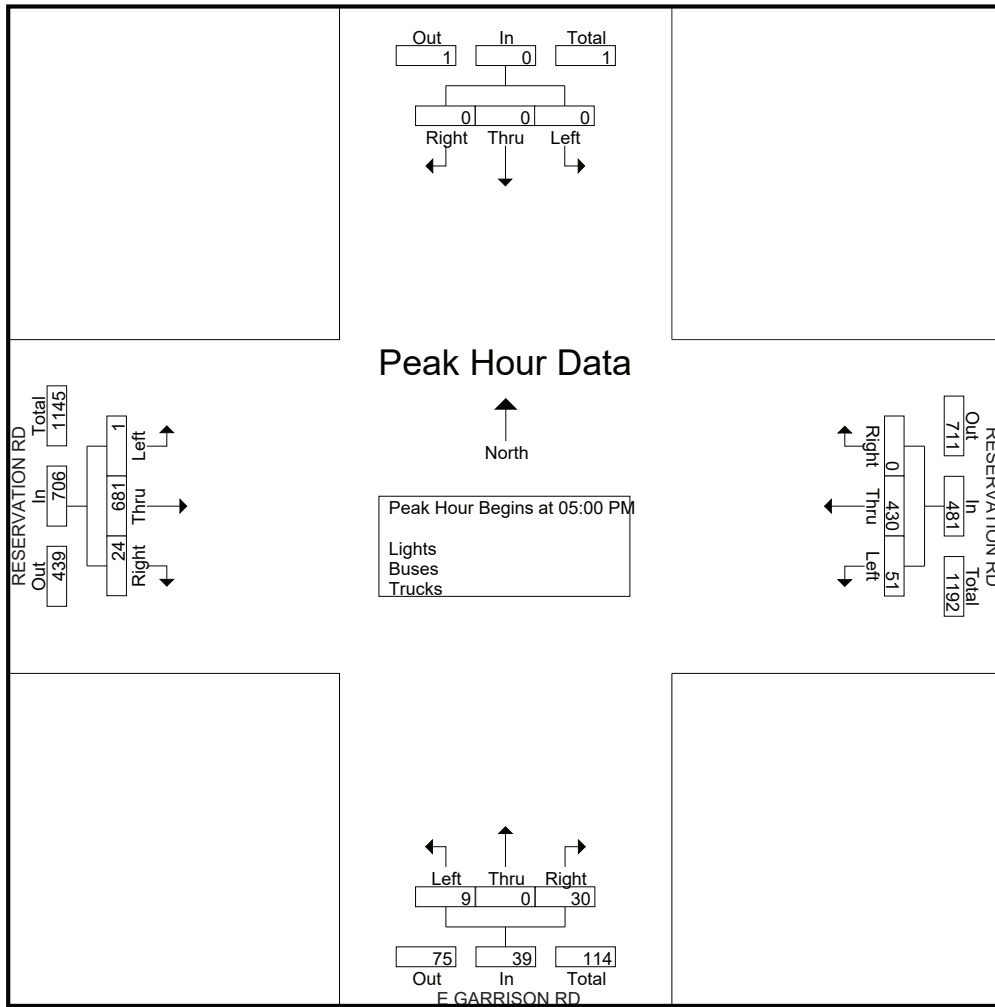 Out In Total
1 0 1
0 0 0
Right Thru Left
Peak Hour Data
North
Peak Hour Begins at 05:00 PM
Lights
Buses
Trucks
RESERVATION RD
Out In Total
439 706 1145
24 681 1
Right Thru Left
RESERVATION RD
Out In Total
711 481 1192
0 430 51
Right Thru Left
Left Thru Right
9 0 30
75 39 114
Out In Total
E GARRISON RD